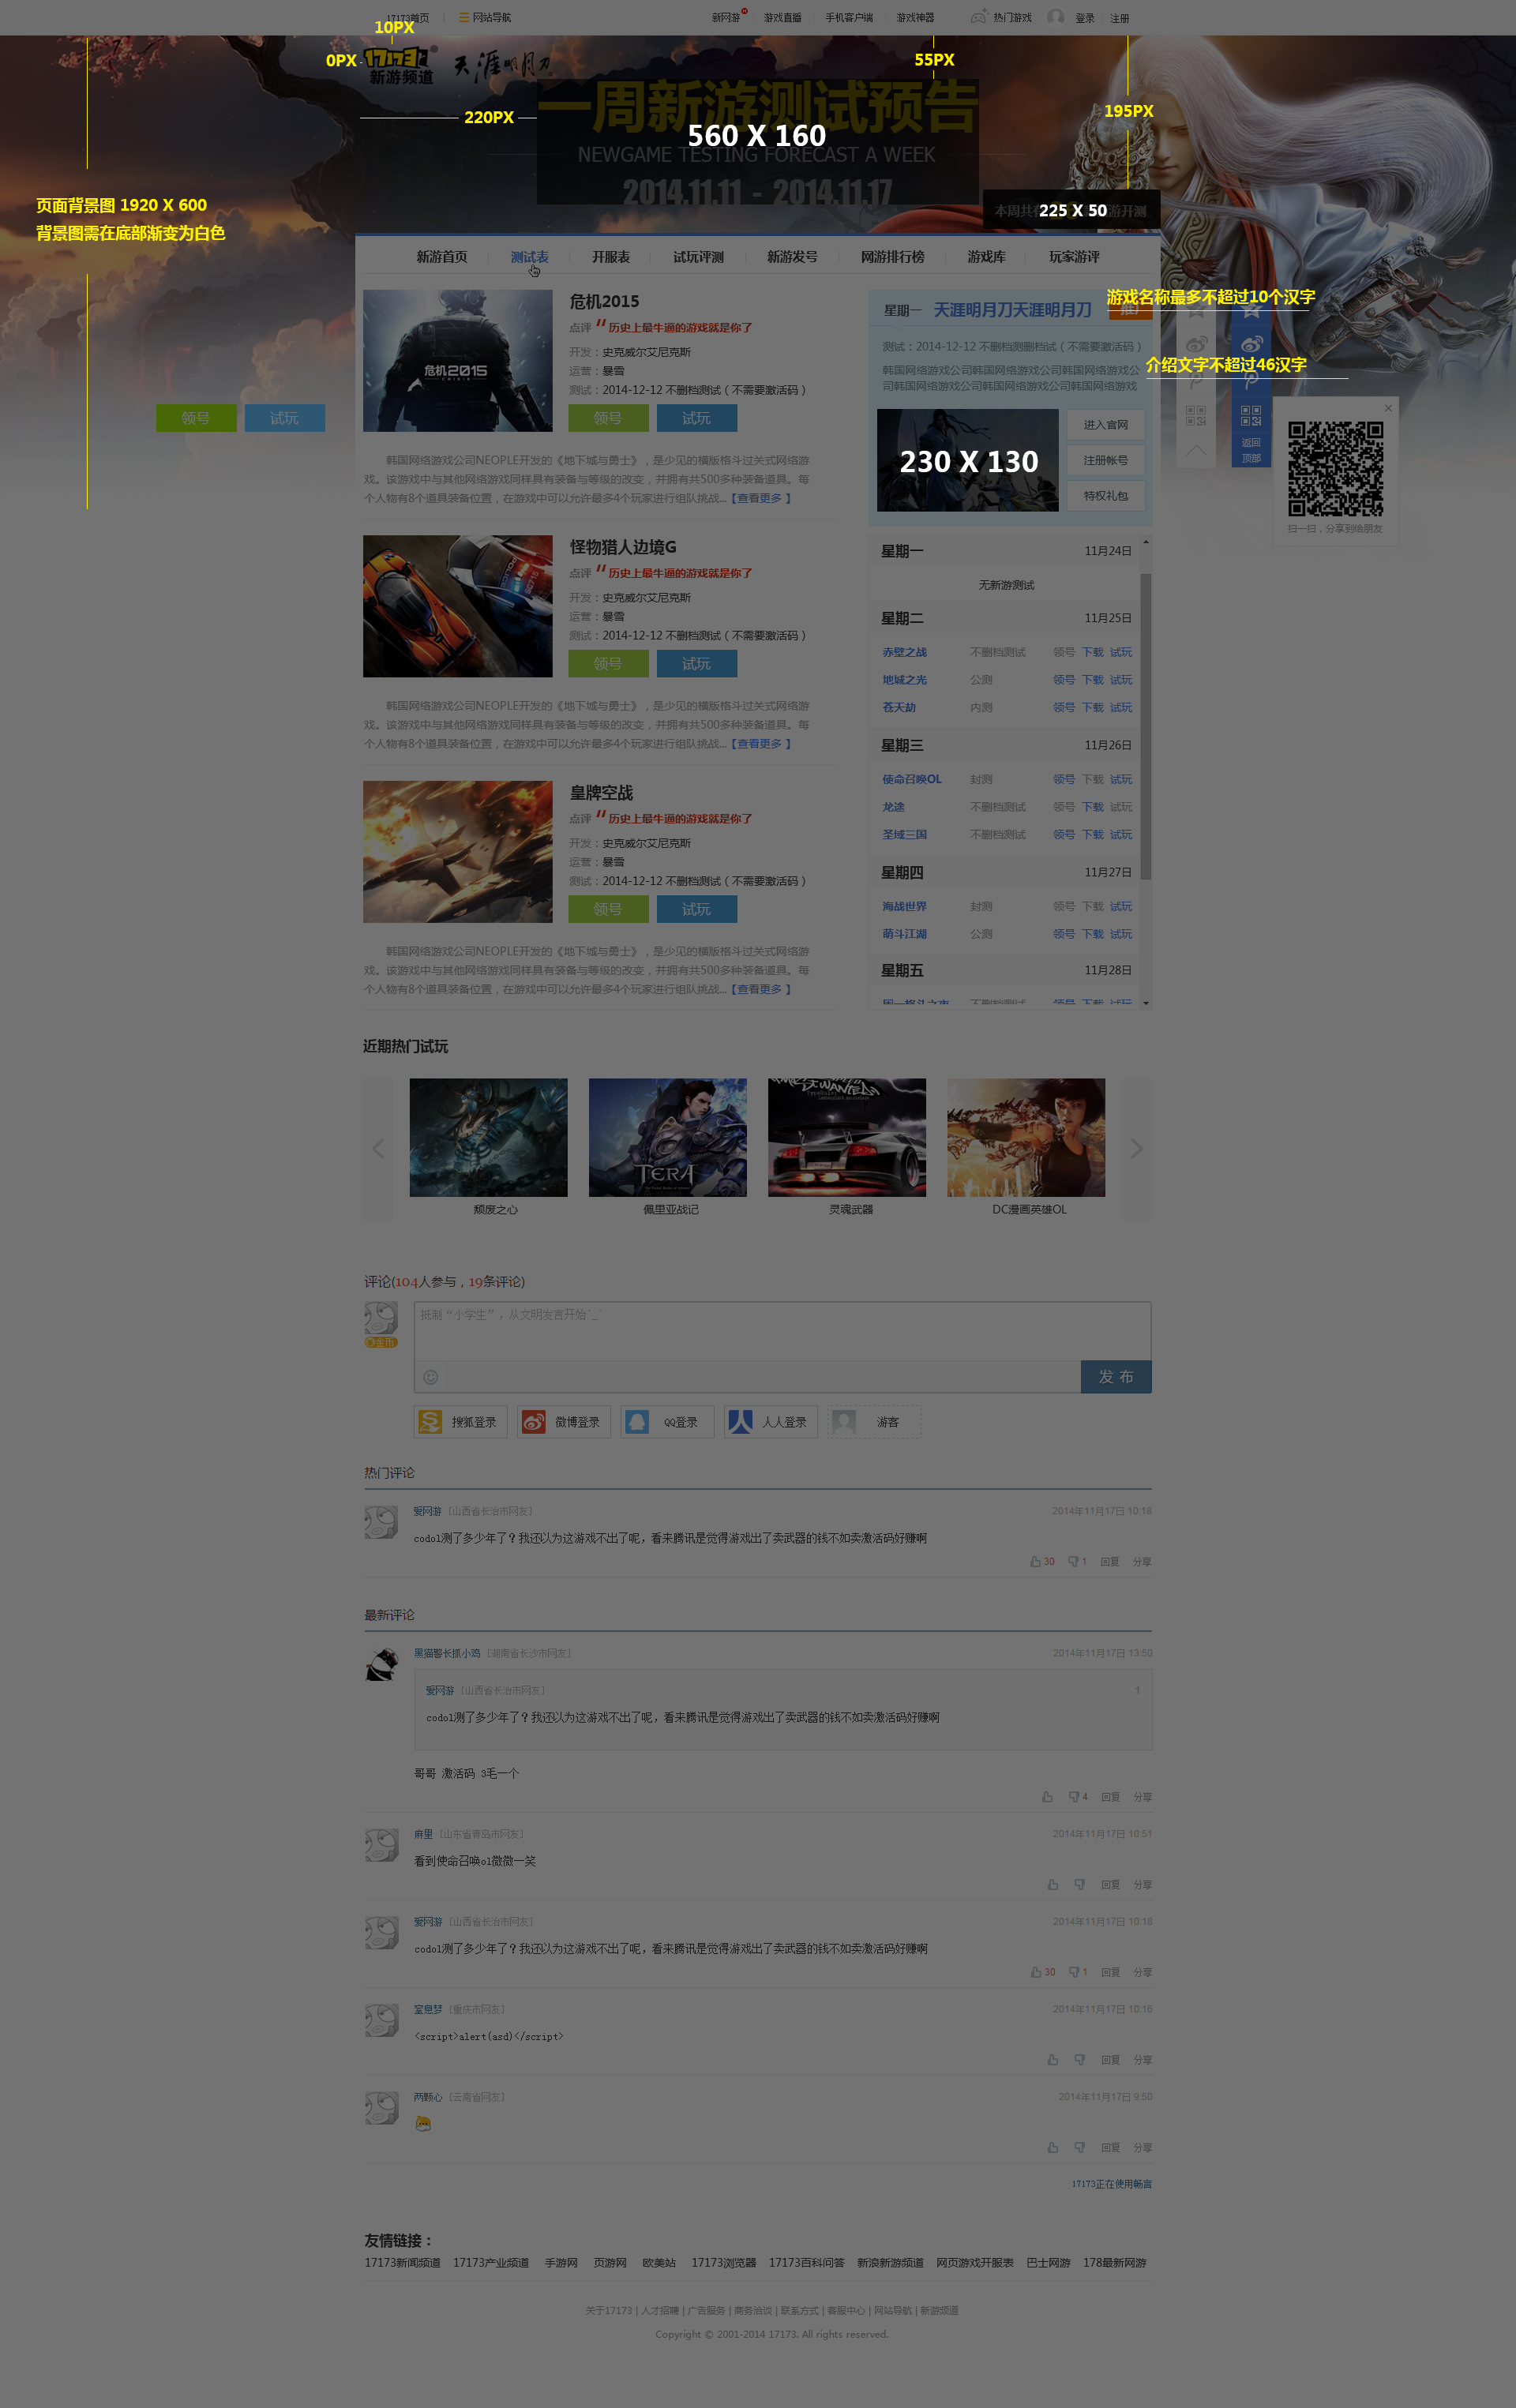 17173首页
网站导航
新网游
游戏直播
手机客户端
游戏神器
热门游戏
登录
注册
10PX
0PX
17173
新游频道
天涯明月刀
55PX
195PX
220PX
一周新游测试预告
560 X 160
NEWGAME TESTING FORECAST A WEEK
2014.11.11 - 2014.11.17
页面背景图 1920 X 600
背景图需在底部渐变为白色
本周共有
225 X 50
游开测
新游首页
测试表
开服表
试玩评测
新游发号
网游排行榜
游戏库
玩家游评
领号
试玩
危机2015
危机2015
点评
历史上最牛逼的游戏就是你了
开发：史克威尔艾尼克斯
运营：暴雪
测试：2014-12-12 不删档测试（不需要激活码）
领号
试玩
韩国网络游戏公司NEOPLE开发的《地下城与勇士》，是少见的横版格斗过关式网络游
戏。该游戏中与其他网络游戏同样具有装备与等级的改变，并拥有共500多种装备道具。每
个人物有8个道具装备位置，在游戏中可以允许最多4个玩家进行组队挑战...【查看更多 】
怪物猎人边境G
点评
历史上最牛逼的游戏就是你了
开发：史克威尔艾尼克斯
运营：暴雪
测试：2014-12-12 不删档测试（不需要激活码）
领号
试玩
韩国网络游戏公司NEOPLE开发的《地下城与勇士》，是少见的横版格斗过关式网络游
戏。该游戏中与其他网络游戏同样具有装备与等级的改变，并拥有共500多种装备道具。每
个人物有8个道具装备位置，在游戏中可以允许最多4个玩家进行组队挑战...【查看更多 】
皇牌空战
点评
历史上最牛逼的游戏就是你了
开发：史克威尔艾尼克斯
运营：暴雪
测试：2014-12-12 不删档测试（不需要激活码）
领号
试玩
韩国网络游戏公司NEOPLE开发的《地下城与勇士》，是少见的横版格斗过关式网络游
戏。该游戏中与其他网络游戏同样具有装备与等级的改变，并拥有共500多种装备道具。每
个人物有8个道具装备位置，在游戏中可以允许最多4个玩家进行组队挑战...【查看更多 】
星期一
天涯明月刀天涯明月刀
游戏名称最多不超过10个汉字
测试：2014-12-12 不删档测删档试（不需要激活码）
韩国网络游戏公司韩国网络游戏公司韩国网络游戏公
司韩国网络游戏公司韩国网络游戏公司韩国网络游戏
介绍文字不超过46汉字
230 X 130
进入官网
注册帐号
特权礼包
返回
顶部
扫一扫，分享到给朋友
星期一 11月24日
无新游测试
星期二 11月25日
赤壁之战 不删档测试 领号 下载 试玩
地城之光 公测 领号 下载 试玩
苍天劫 内测 领号 下载 试玩
星期三 11月26日
使命召唤OL 封测 领号 下载 试玩
龙途 不删档测试 领号 下载 试玩
圣域三国 不删档测试 领号 下载 试玩
星期四 11月27日
海战世界 封测 领号 下载 试玩
萌斗江湖 公测 领号 下载 试玩
星期五 11月28日
不删档测试 领号 下载 试玩
近期热门试玩
TERA
颓废之心
佩里亚战记
灵魂武器
DC漫画英雄OL
评论(104人参与，19条评论)
抵制“小学生”，从文明发言开始^_^
发 布
搜狐登录
微博登录
QQ登录
人人登录
游客
热门评论
爱网游 [山西省长治市网友] 2014年11月17日 10:18
codol测了多少年了？我还以为这游戏不出了呢，看来腾讯是觉得游戏出了卖武器的钱不如卖激活码好赚啊
30 1 回复 分享
最新评论
黑猫警长抓小鸡 [湖南省长沙市网友] 2014年11月17日 13:50
爱网游 [山西省长治市网友] 1
codol测了多少年了？我还以为这游戏不出了呢，看来腾讯是觉得游戏出了卖武器的钱不如卖激活码好赚啊
哥哥 激活码 3毛一个
4 回复 分享
麻里 [山东省青岛市网友] 2014年11月17日 10:51
看到使命召唤ol微微一笑
回复 分享
爱网游 [山西省长治市网友] 2014年11月17日 10:18
codol测了多少年了？我还以为这游戏不出了呢，看来腾讯是觉得游戏出了卖武器的钱不如卖激活码好赚啊
30 1 回复 分享
窒息梦 [重庆市网友] 2014年11月17日 10:16
<script>alert(asd)</script>
回复 分享
两颗心 [云南省网友] 2014年11月17日 9:50
回复 分享
17173正在使用畅言
友情链接：
17173新闻频道 17173产业频道 手游网 页游网 欧美站 17173浏览器 17173百科问答 新浪新游频道 网页游戏开服表 巴士网游 178最新网游
关于17173 | 人才招聘 | 广告服务 | 商务洽谈 | 联系方式 | 客服中心 | 网站导航 | 新游频道
Copyright © 2001-2014 17173. All rights reserved.